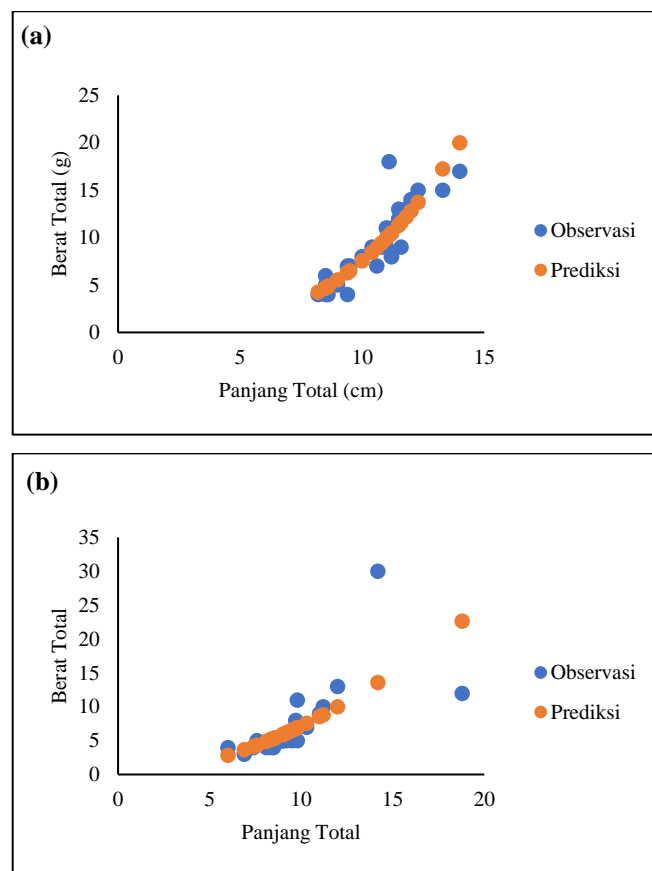 (a)
25
20
15
10
5
0
0 5 10 15
Berat Total (g)
Panjang Total (cm)
Observasi
Prediksi
(b)
35
30
25
20
15
10
5
0
0 5 10 15 20
Berat Total
Panjang Total
Observasi
Prediksi